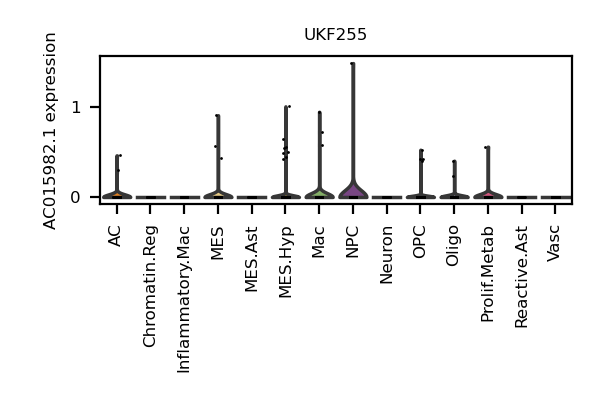 UKF255
AC015982.1 expression
1
0
AC
Chromatin.Reg
Inflammatory.Mac
MES
MES.Ast
MES.Hyp
Mac
NPC
Neuron
OPC
Oligo
Prolif.Metab
Reactive.Ast
Vasc